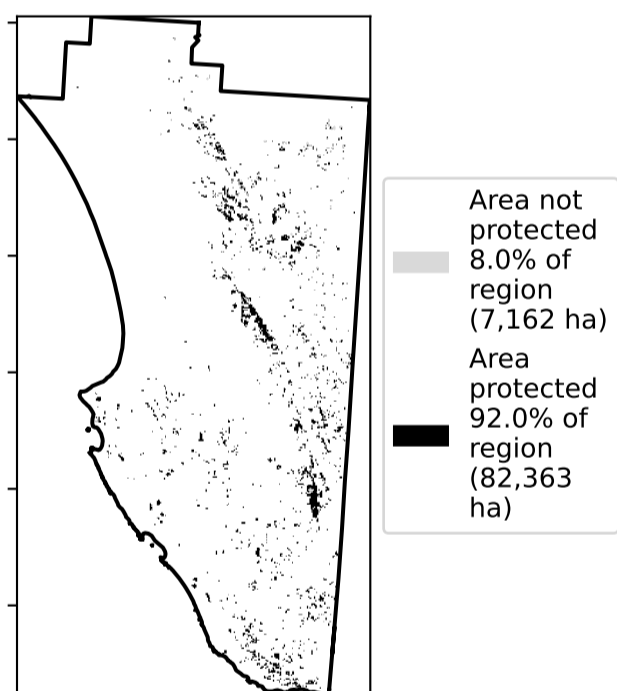 Area not
protected
8.0% of
region
(7,162 ha)
Area
protected
92.0% of
region
(82,363
ha)